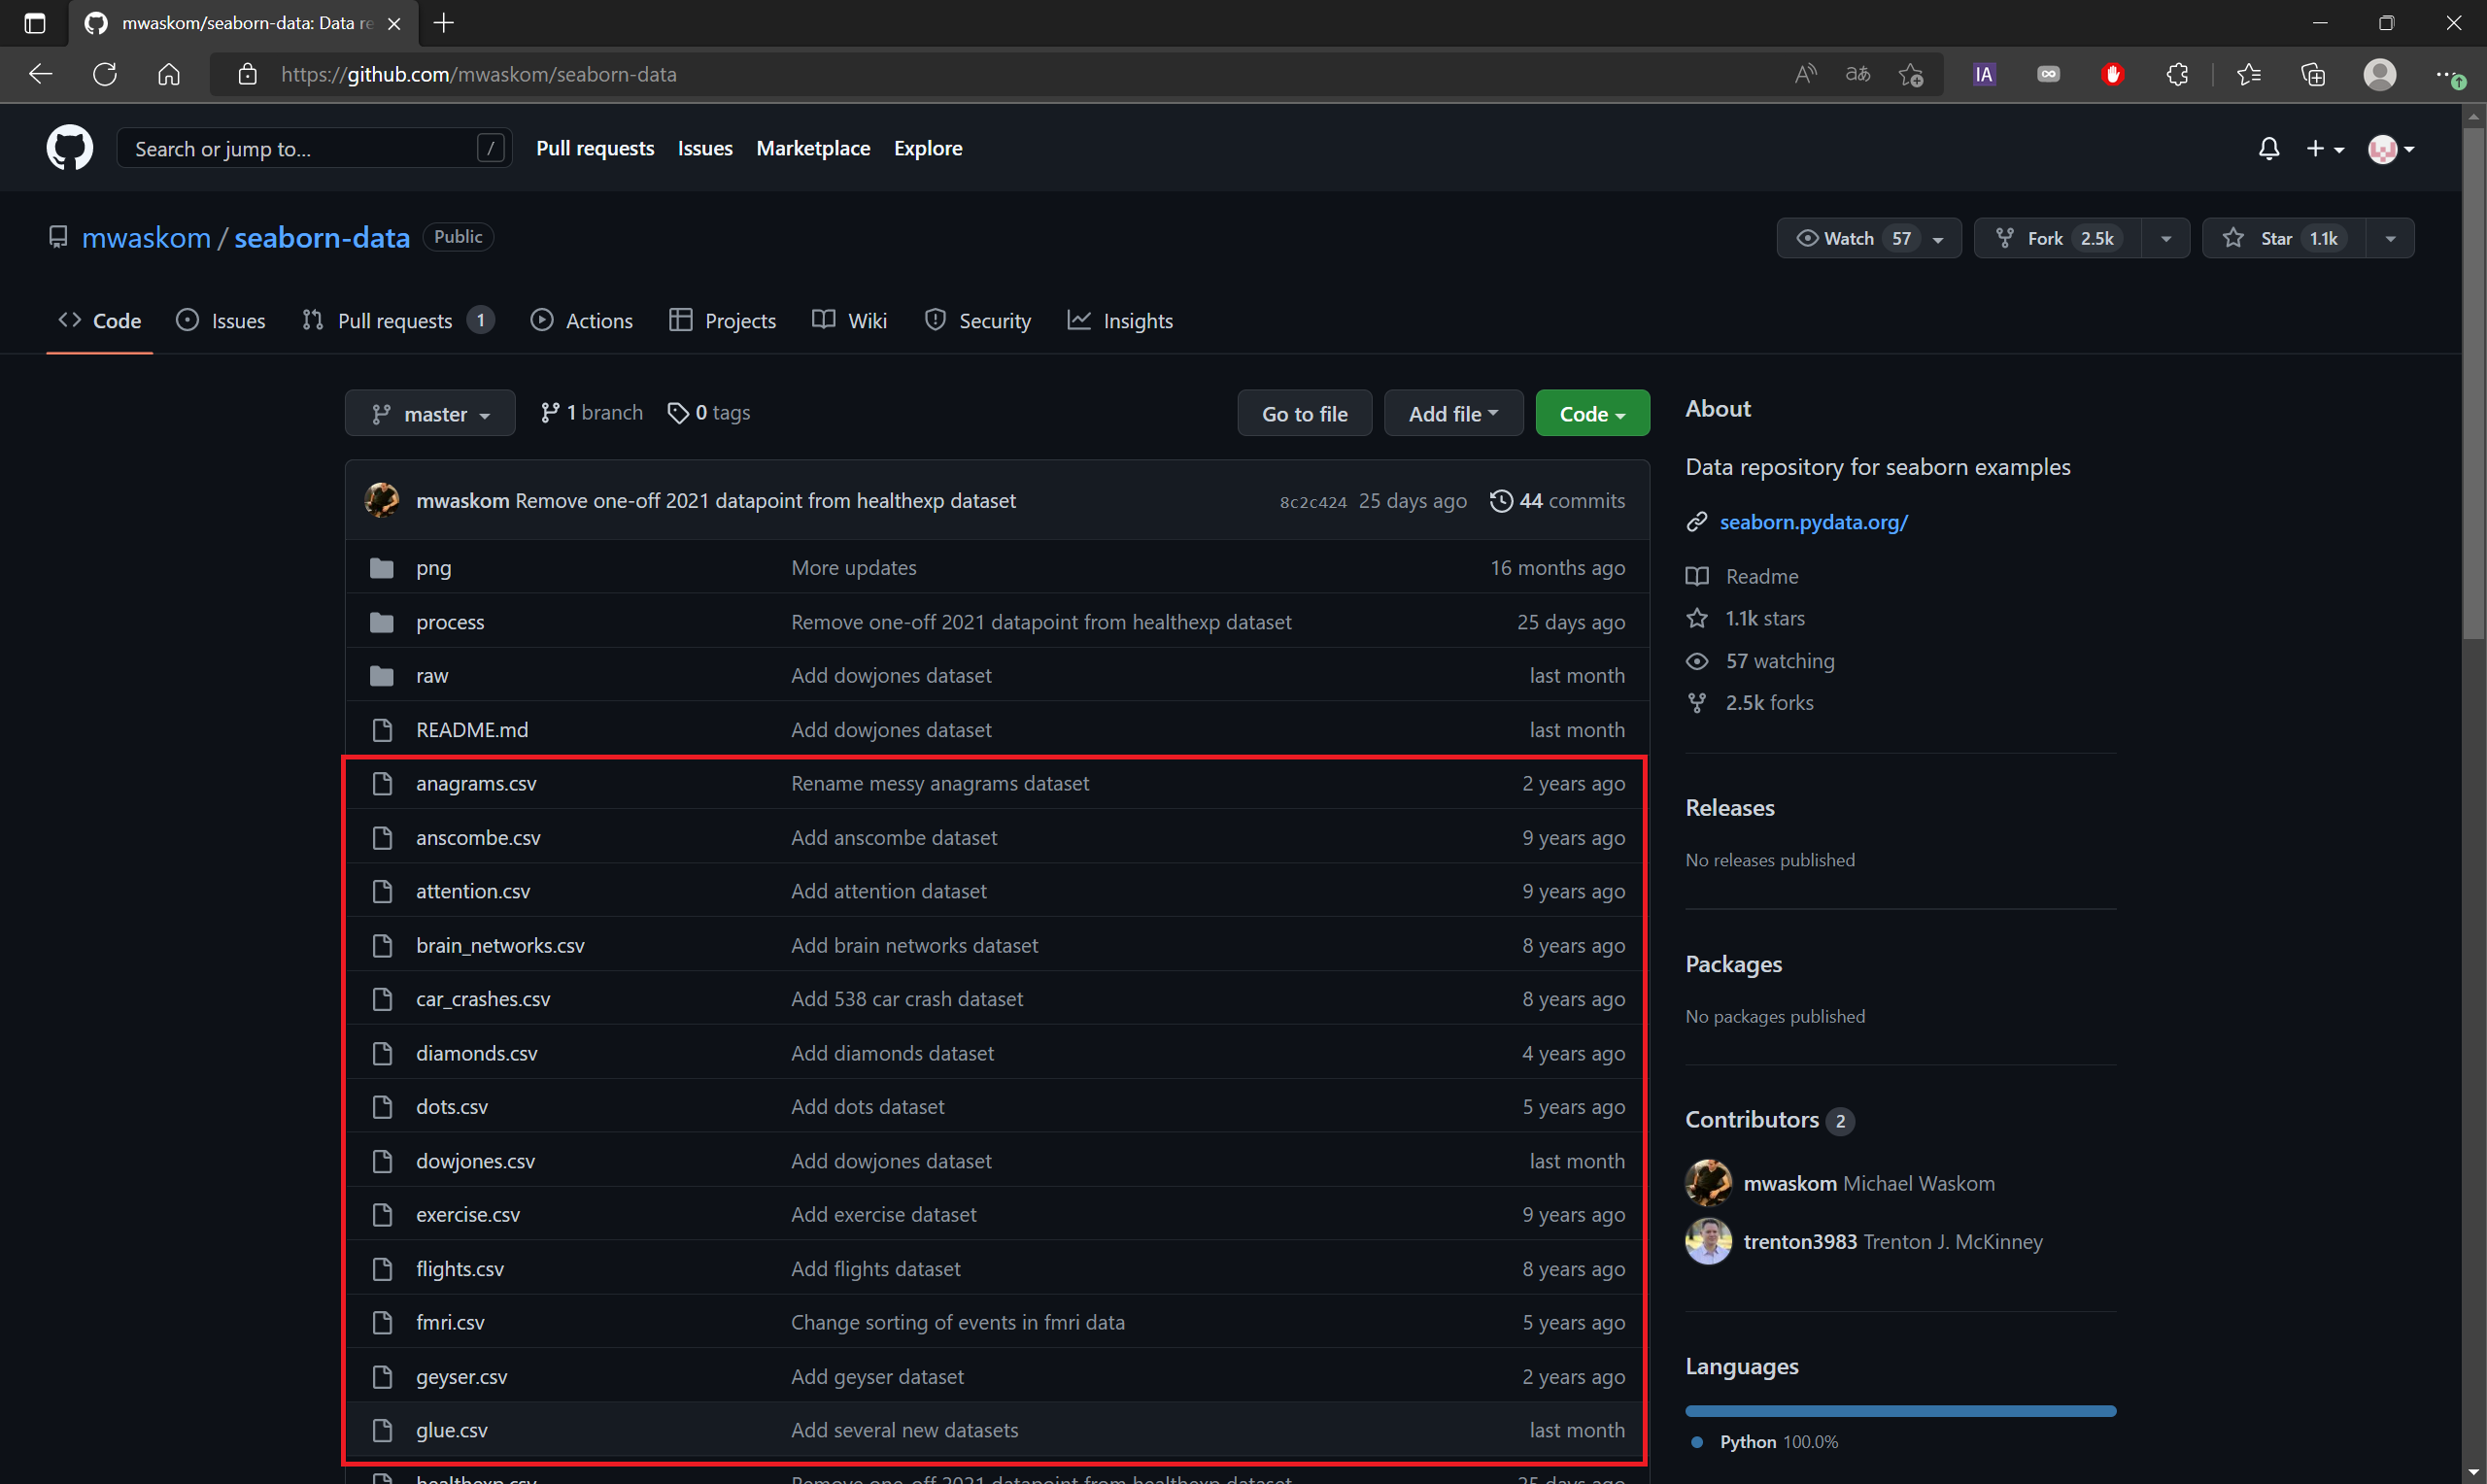 mwaskom/seaborn-data: Data re
https://github.com/mwaskom/seaborn-data
IA
Search or jump to... /
Pull requests Issues Marketplace Explore
mwaskom / seaborn-data Public
Watch 57 Fork 2.5k Star 1.1k
Code Issues Pull requests 1 Actions Projects Wiki Security Insights
master 1 branch 0 tags Go to file Add file Code
mwaskom Remove one-off 2021 datapoint from healthexp dataset 8c2c424 25 days ago 44 commits
png More updates 16 months ago
process Remove one-off 2021 datapoint from healthexp dataset 25 days ago
raw Add dowjones dataset last month
README.md Add dowjones dataset last month
anagrams.csv Rename messy anagrams dataset 2 years ago
anscombe.csv Add anscombe dataset 9 years ago
attention.csv Add attention dataset 9 years ago
brain_networks.csv Add brain networks dataset 8 years ago
car_crashes.csv Add 538 car crash dataset 8 years ago
diamonds.csv Add diamonds dataset 4 years ago
dots.csv Add dots dataset 5 years ago
dowjones.csv Add dowjones dataset last month
exercise.csv Add exercise dataset 9 years ago
flights.csv Add flights dataset 8 years ago
fmri.csv Change sorting of events in fmri data 5 years ago
geyser.csv Add geyser dataset 2 years ago
glue.csv Add several new datasets last month
healthexp.csv Remove one-off 2021 datapoint from healthexp dataset 25 days ago
About
Data repository for seaborn examples
seaborn.pydata.org/
Readme
1.1k stars
57 watching
2.5k forks
Releases
No releases published
Packages
No packages published
Contributors 2
mwaskom Michael Waskom
trenton3983 Trenton J. McKinney
Languages
Python 100.0%